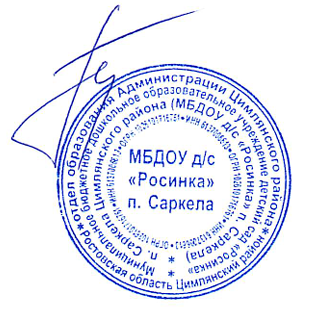 отдел образования Администрации Цимлянского района
Ростовская область Цимлянский район
Муниципальное бюджетное дошкольное образовательное учреждение детский сад «Росинка»
п. Саркела Цимлянского района (МБДОУ д/с «Росинка» п. Саркела)
МБДОУ д/с
«Росинка»
п. Саркела